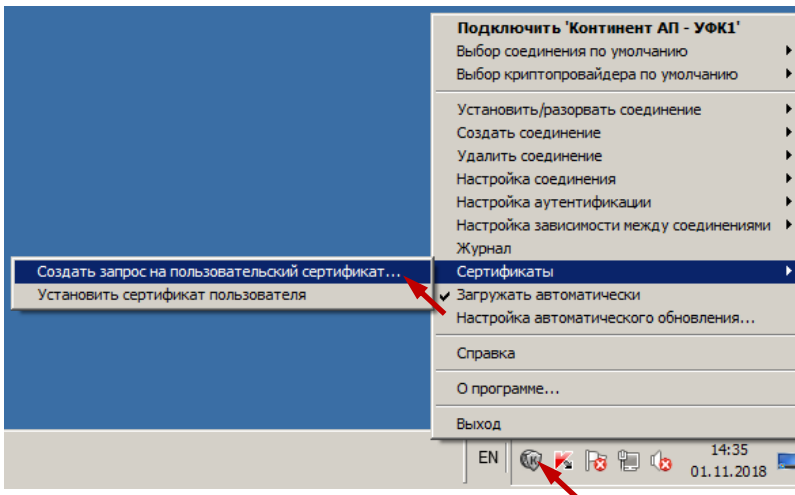 Подключить 'Континент АП - УФК1'
Выбор соединения по умолчанию
Выбор криптопровайдера по умолчанию
Установить/разорвать соединение
Создать соединение
Удалить соединение
Настройка соединения
Настройка аутентификации
Настройка зависимости между соединениями
Журнал
Сертификаты
Создать запрос на пользовательский сертификат...
Установить сертификат пользователя
Загружать автоматически
Настройка автоматического обновления...
Справка
О программе...
Выход
EN
14:35
01.11.2018